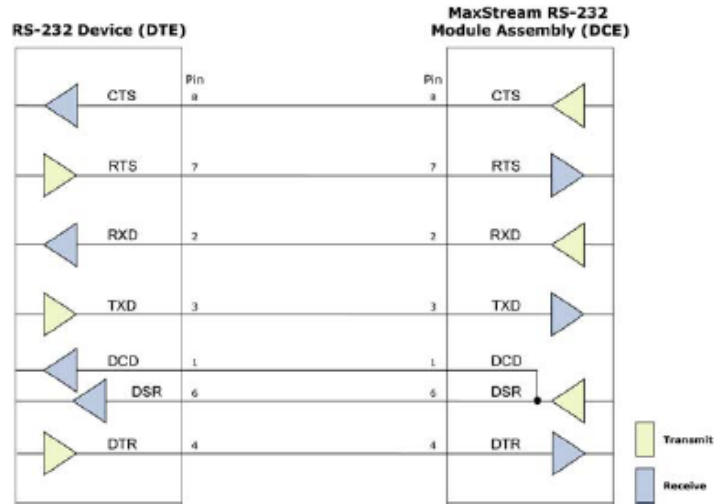 RS-232 Device (DTE)
MaxStream RS-232
Module Assembly (DCE)
Pin
Pin
CTS 8 8 CTS
RTS 7 7 RTS
RXD 2 2 RXD
TXD 3 3 TXD
DCD 1 1 DCD
DSR 6 6 DSR
DTR 4 4 DTR
Transmit
Receive